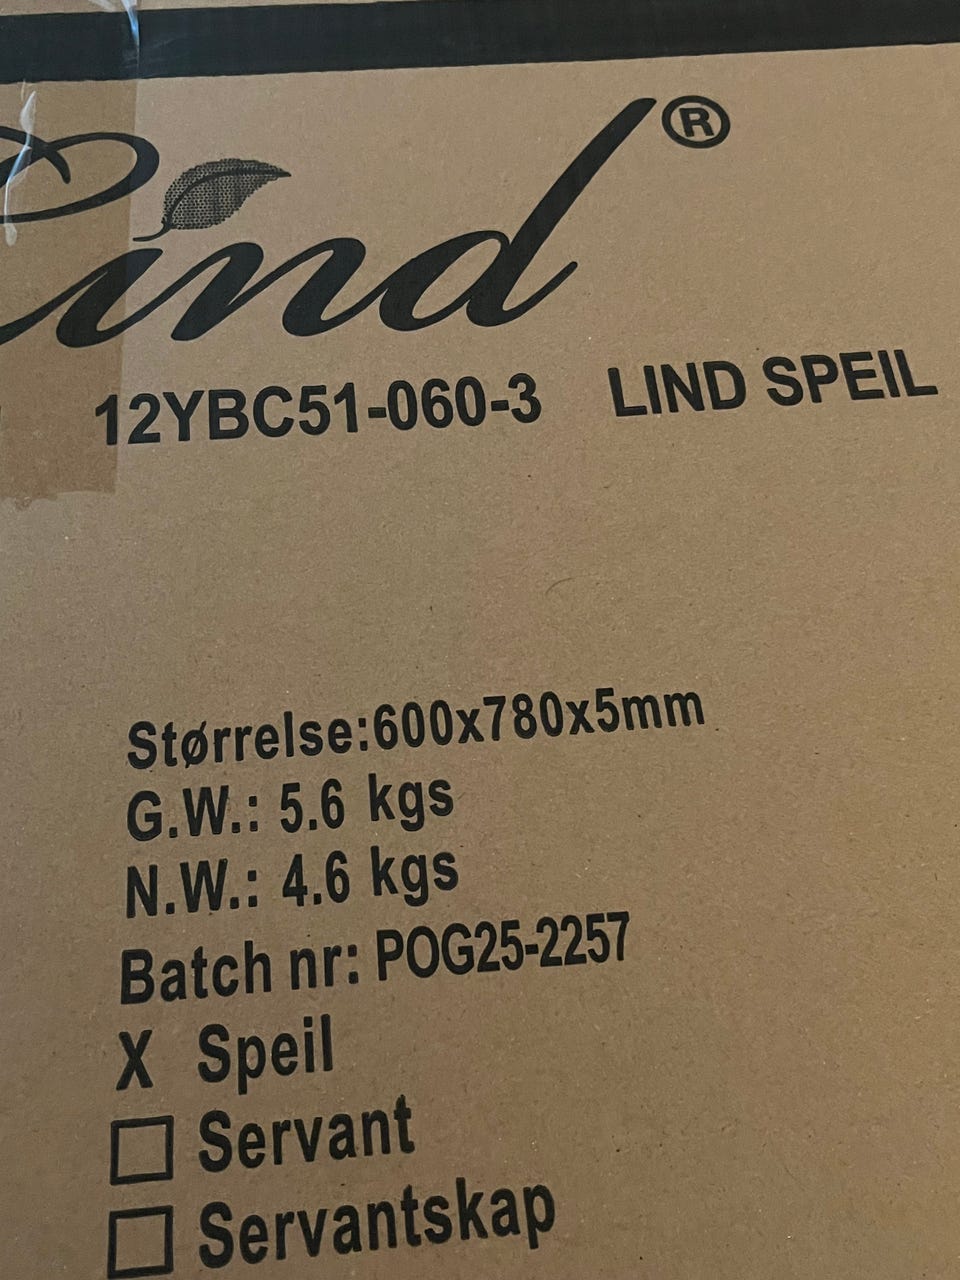 Lind®
12YBC51-060-3 LIND SPEIL
Størrelse:600x780x5mm
G.W.: 5.6 kgs
N.W.: 4.6 kgs
Batch nr: POG25-2257
X Speil
Servant
Servantskap